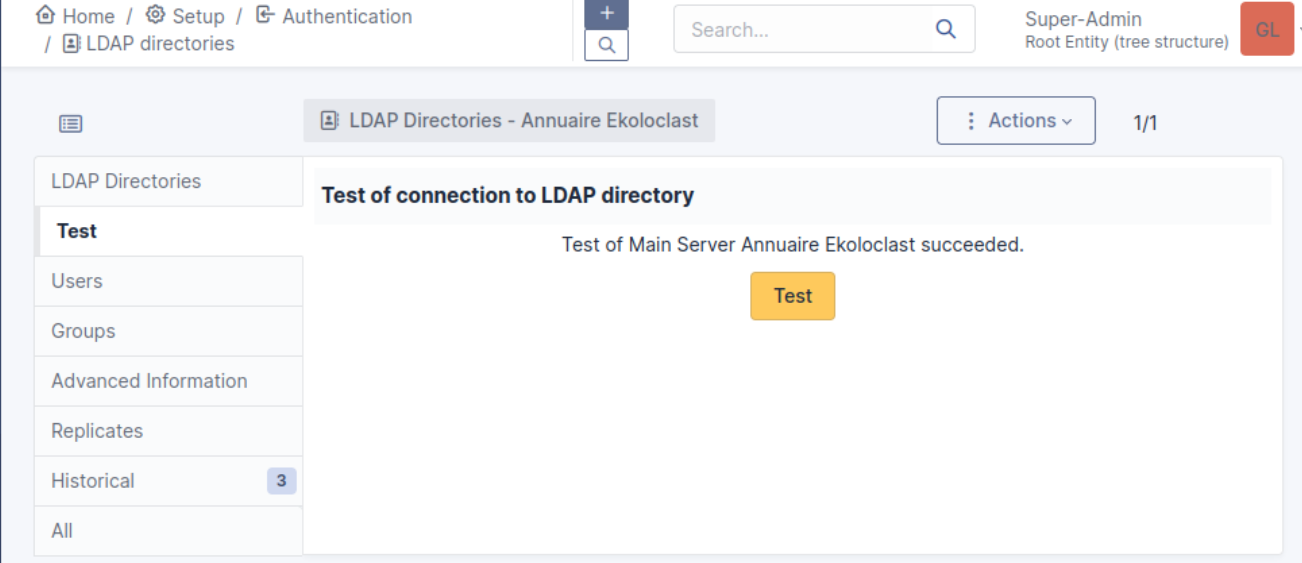 Home / Setup / Authentication
/ LDAP directories
+
Search...
Super-Admin
Root Entity (tree structure)
GL
LDAP Directories - Annuaire Ekoloclast
Actions
1/1
LDAP Directories
Test
Users
Groups
Advanced Information
Replicates
Historical 3
All
Test of connection to LDAP directory
Test of Main Server Annuaire Ekoloclast succeeded.
Test